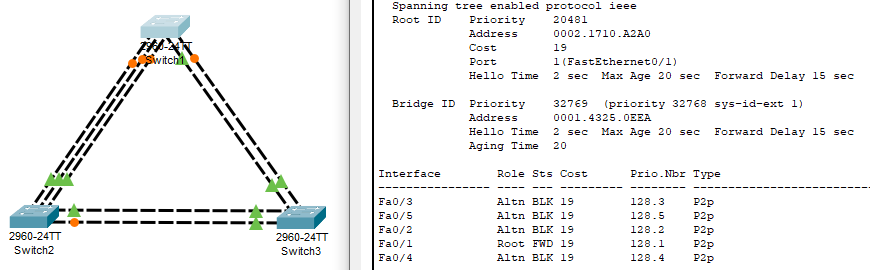 2960-24TT
Switch1
2960-24TT
Switch2
2960-24TT
Switch3
Spanning tree enabled protocol ieee
Root ID    Priority    20481
Address     0002.1710.A2A0
Cost        19
Port        1(FastEthernet0/1)
Hello Time  2 sec  Max Age 20 sec  Forward Delay 15 sec
Bridge ID  Priority    32769  (priority 32768 sys-id-ext 1)
Address     0001.4325.0EEA
Hello Time  2 sec  Max Age 20 sec  Forward Delay 15 sec
Aging Time  20
Interface        Role Sts Cost      Prio.Nbr Type
---------------- ---- --- --------- -------- --------------------------------
Fa0/3            Altn BLK 19        128.3    P2p
Fa0/5            Altn BLK 19        128.5    P2p
Fa0/2            Altn BLK 19        128.2    P2p
Fa0/1            Root FWD 19        128.1    P2p
Fa0/4            Altn BLK 19        128.4    P2p